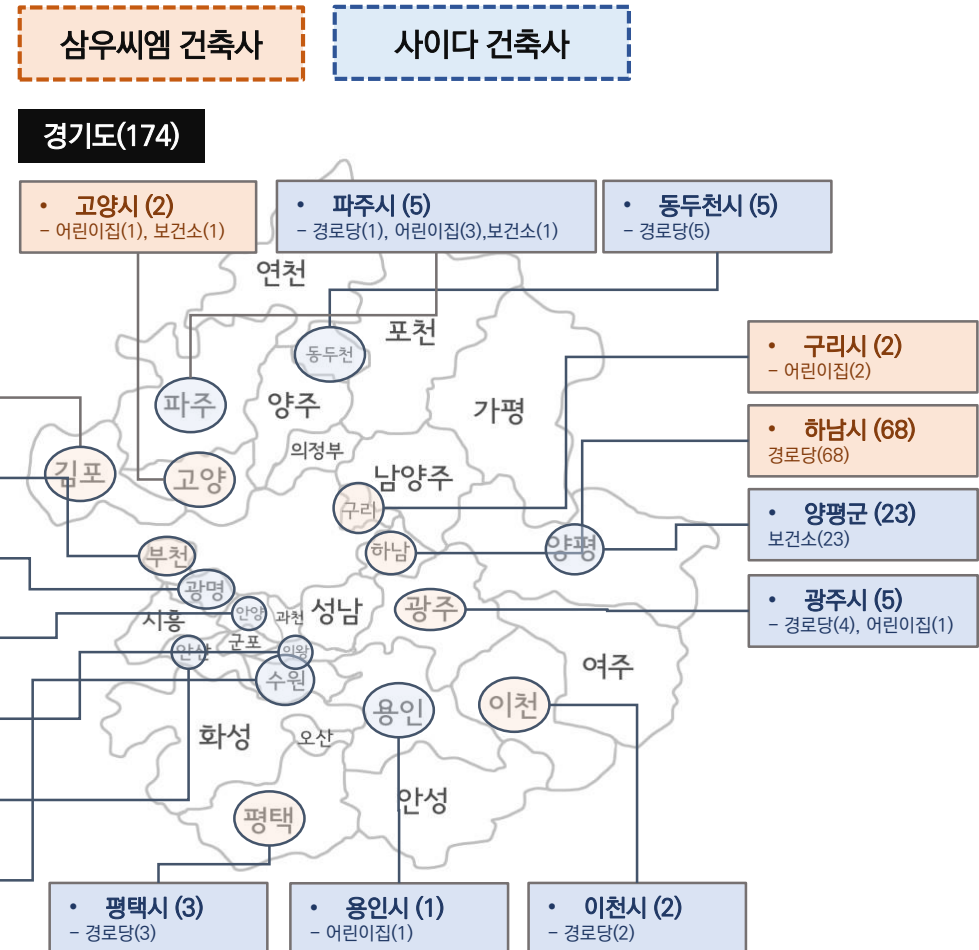 삼우씨엠 건축사
사이다 건축사
경기도(174)
• 고양시 (2)
– 어린이집(1), 보건소(1)
• 파주시 (5)
– 경로당(1), 어린이집(3),보건소(1)
• 동두천시 (5)
– 경로당(5)
연천
포천
동두천
• 구리시 (2)
– 어린이집(2)
파주
양주
가평
• 하남시 (68)
경로당(68)
의정부
김포
고양
남양주
구리
• 양평군 (23)
보건소(23)
부천
하남
양평
광명
• 광주시 (5)
– 경로당(4), 어린이집(1)
시흥
안양
과천
성남
광주
안산
군포
의왕
수원
여주
용인
이천
화성
오산
평택
안성
• 평택시 (3)
– 경로당(3)
• 용인시 (1)
– 어린이집(1)
• 이천시 (2)
– 경로당(2)